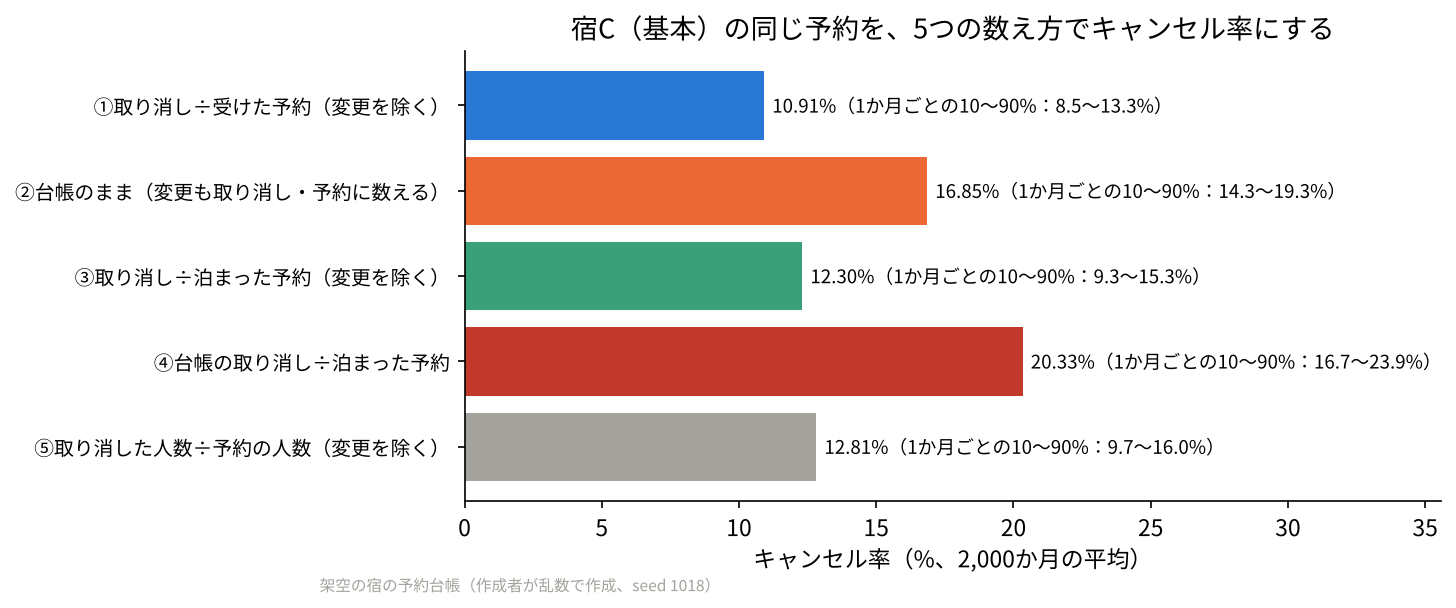 宿C（基本）の同じ予約を、5つの数え方でキャンセル率にする
①取り消し÷受けた予約（変更を除く）
10.91%（1か月ごとの10～90%：8.5～13.3%）
②台帳のまま（変更も取り消し・予約に数える）
16.85%（1か月ごとの10～90%：14.3～19.3%）
③取り消し÷泊まった予約（変更を除く）
12.30%（1か月ごとの10～90%：9.3～15.3%）
④台帳の取り消し÷泊まった予約
20.33%（1か月ごとの10～90%：16.7～23.9%）
⑤取り消した人数÷予約の人数（変更を除く）
12.81%（1か月ごとの10～90%：9.7～16.0%）
0 5 10 15 20 25 30 35
キャンセル率（%、2,000か月の平均）
架空の宿の予約台帳（作成者が乱数で作成、seed 1018）